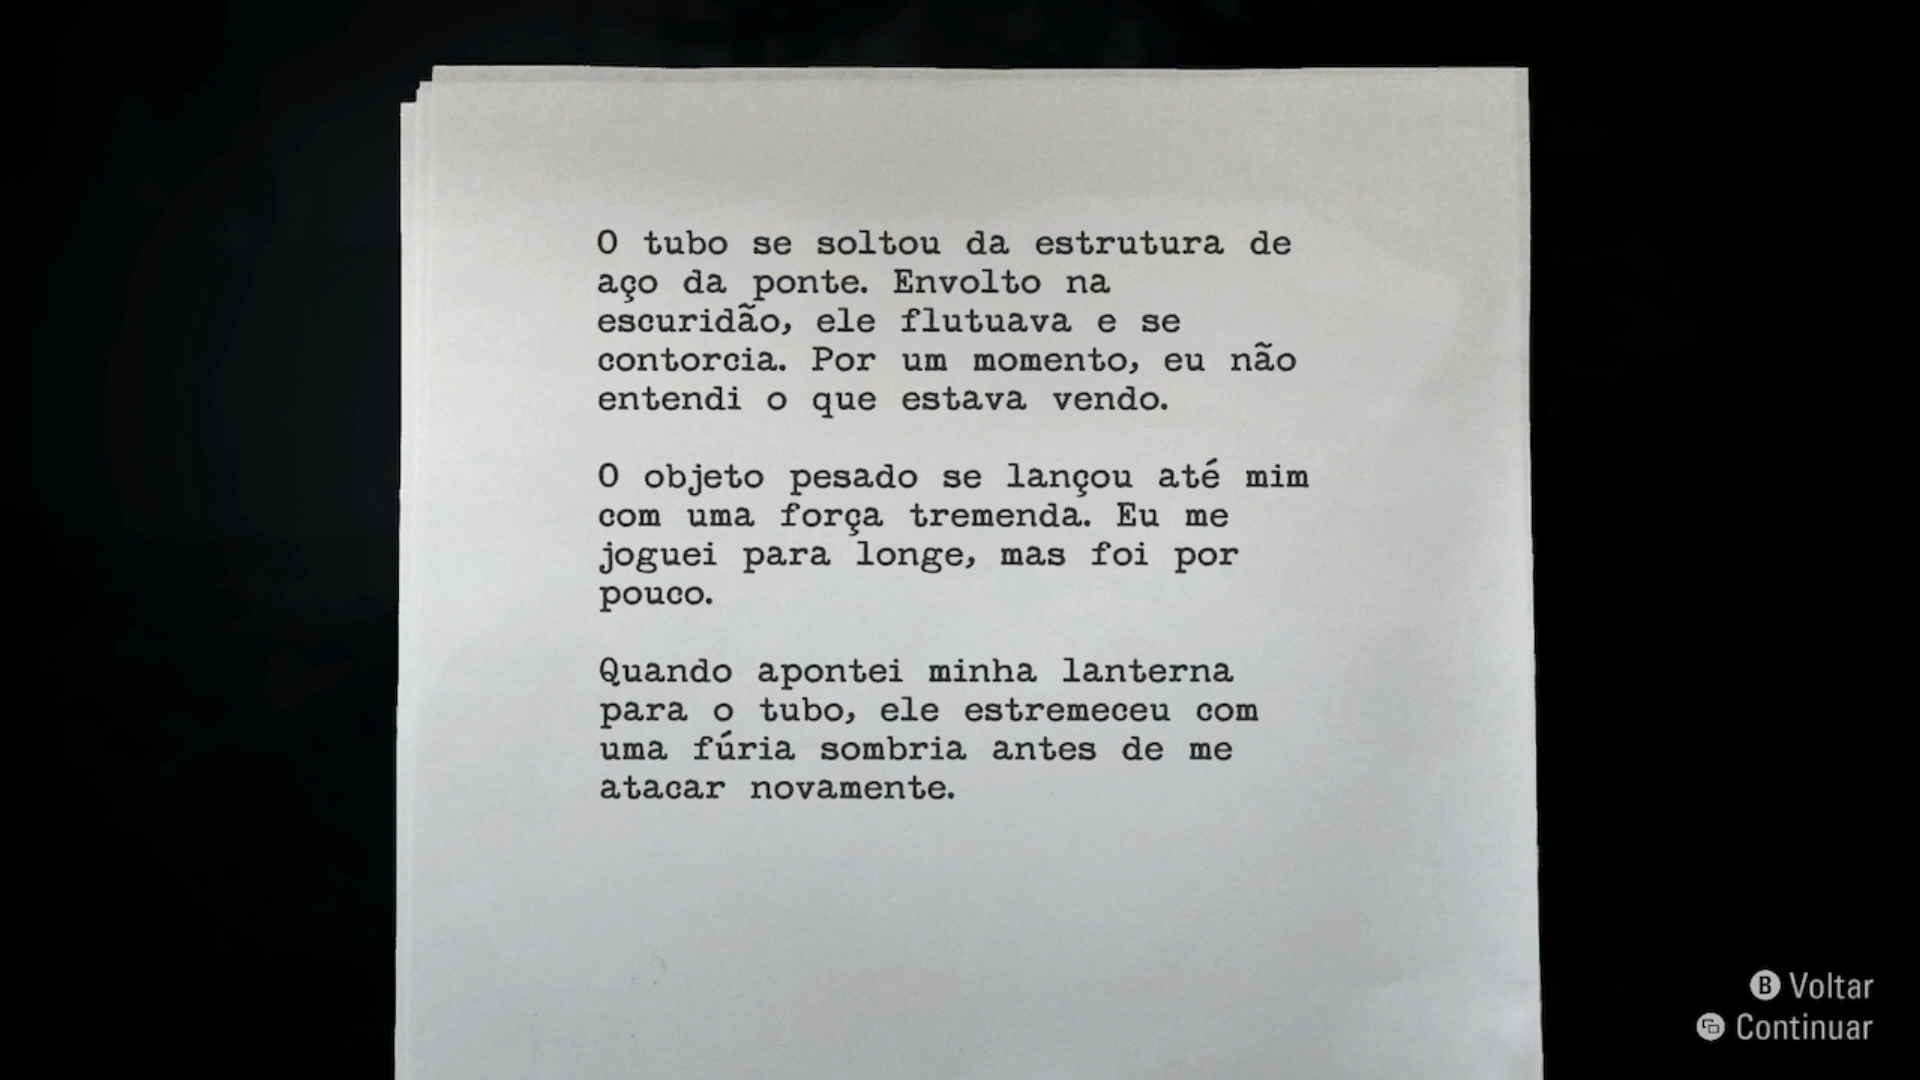 O tubo se soltou da estrutura de
aço da ponte. Envolto na
escuridão, ele flutuava e se
contorcia. Por um momento, eu não
entendi o que estava vendo.
O objeto pesado se lançou até mim
com uma força tremenda. Eu me
joguei para longe, mas foi por
pouco.
Quando apontei minha lanterna
para o tubo, ele estremeceu com
uma fúria sombria antes de me
atacar novamente.
B Voltar
Continuar